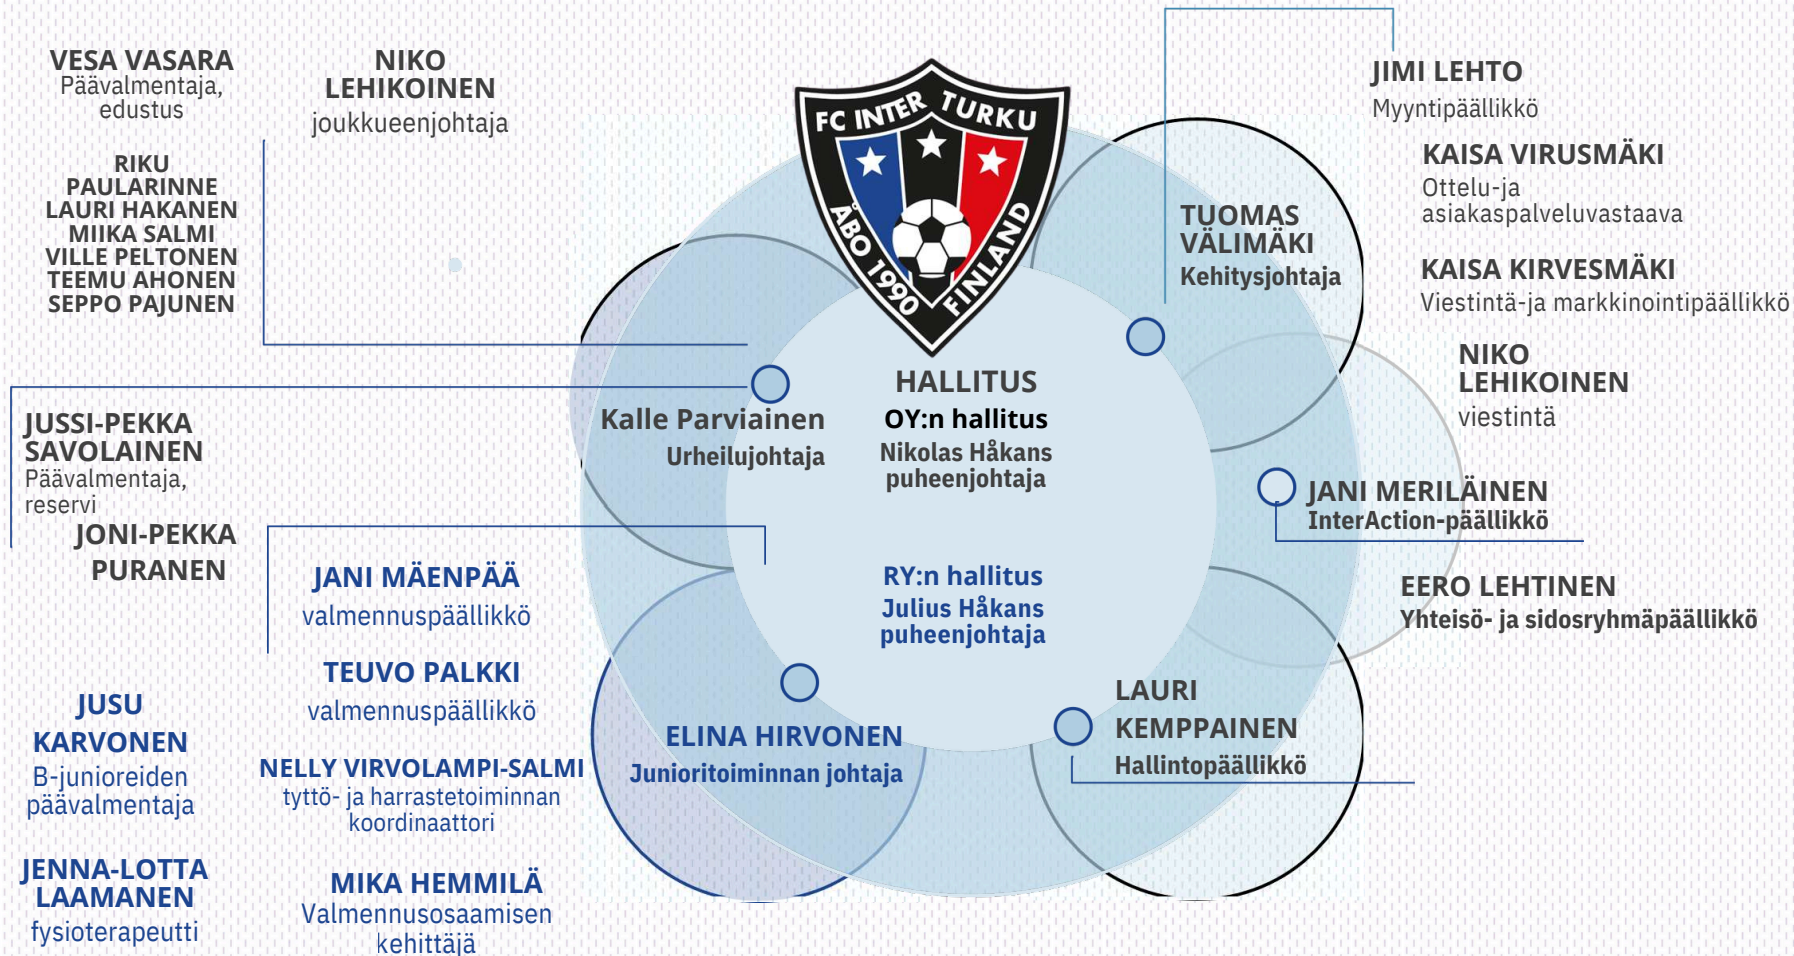 VESA VASARA
Päävalmentaja,
edustus
NIKO
LEHIKOINEN
joukkueenjohtaja
RIKU
PAULARINNE
LAURI HAKANEN
MIIKA SALMI
VILLE PELTONEN
TEEMU AHONEN
SEPPO PAJUNEN
JUSSI-PEKKA
SAVOLAINEN
Päävalmentaja,
reservi
JONI-PEKKA
PURANEN
JANI MÄENPÄÄ
valmennuspäällikkö
TEUVO PALKKI
valmennuspäällikkö
JUSU
KARVONEN
B-junioreiden
päävalmentaja
NELLY VIRVOLAMPI-SALMI
tyttö- ja harrastetoiminnan
koordinaattori
JENNA-LOTTA
LAAMANEN
fysioterapeutti
MIKA HEMMILÄ
Valmennusosaamisen
kehittäjä
FC INTER TURKU
ÅBO 1990 FINLAND
Kalle Parviainen
Urheilujohtaja
HALLITUS
OY:n hallitus
Nikolas Håkans
puheenjohtaja
RY:n hallitus
Julius Håkans
puheenjohtaja
ELINA HIRVONEN
Junioritoiminnan johtaja
TUOMAS
VÄLIMÄKI
Kehitysjohtaja
JIMI LEHTO
Myyntipäällikkö
KAISA VIRUSMÄKI
Ottelu-ja
asiakaspalveluvastaava
KAISA KIRVESMÄKI
Viestintä-ja markkinointipäällikkö
NIKO
LEHIKOINEN
viestintä
JANI MERILÄINEN
InterAction-päällikkö
EERO LEHTINEN
Yhteisö- ja sidosryhmäpäällikkö
LAURI
KEMPPAINEN
Hallintopäällikkö